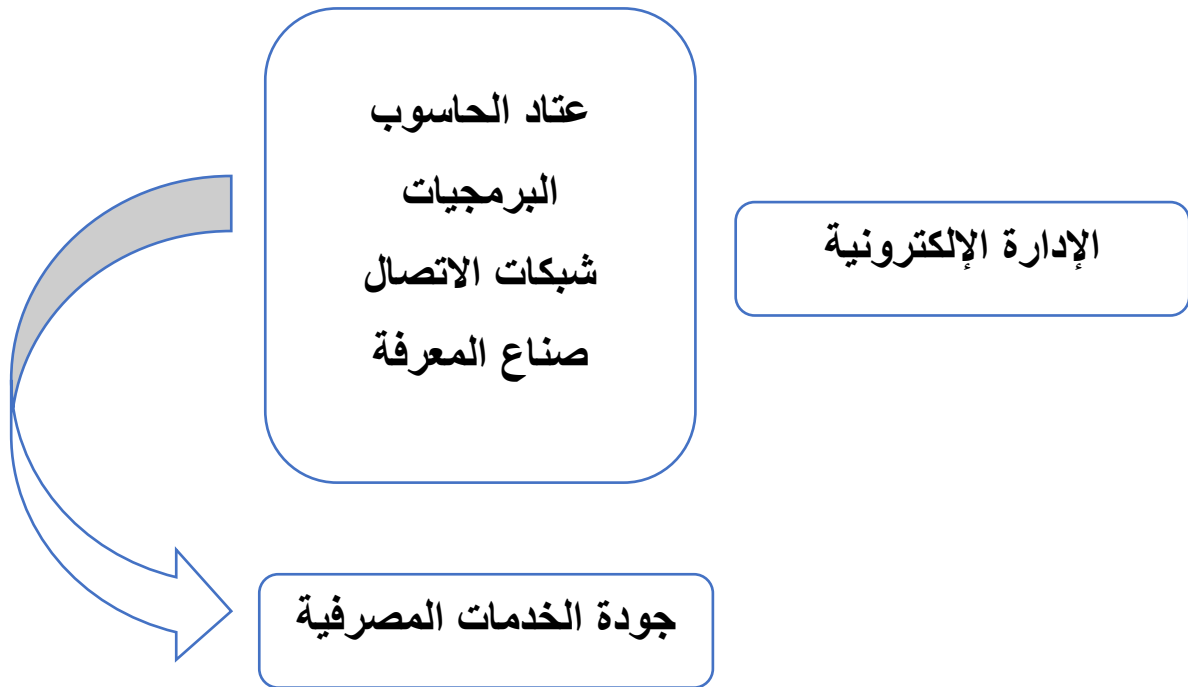 عتاد الحاسوب
البرمجيات
شبكات الاتصال
صناع المعرفة
الإدارة الإلكترونية
جودة الخدمات المصرفية